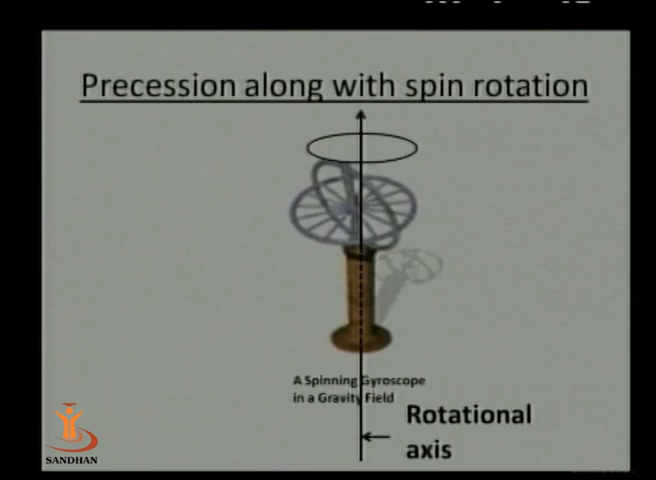 Precession along with spin rotation
A Spinning Gyroscope
in a Gravity Field
Rotational
axis
SANDHAN